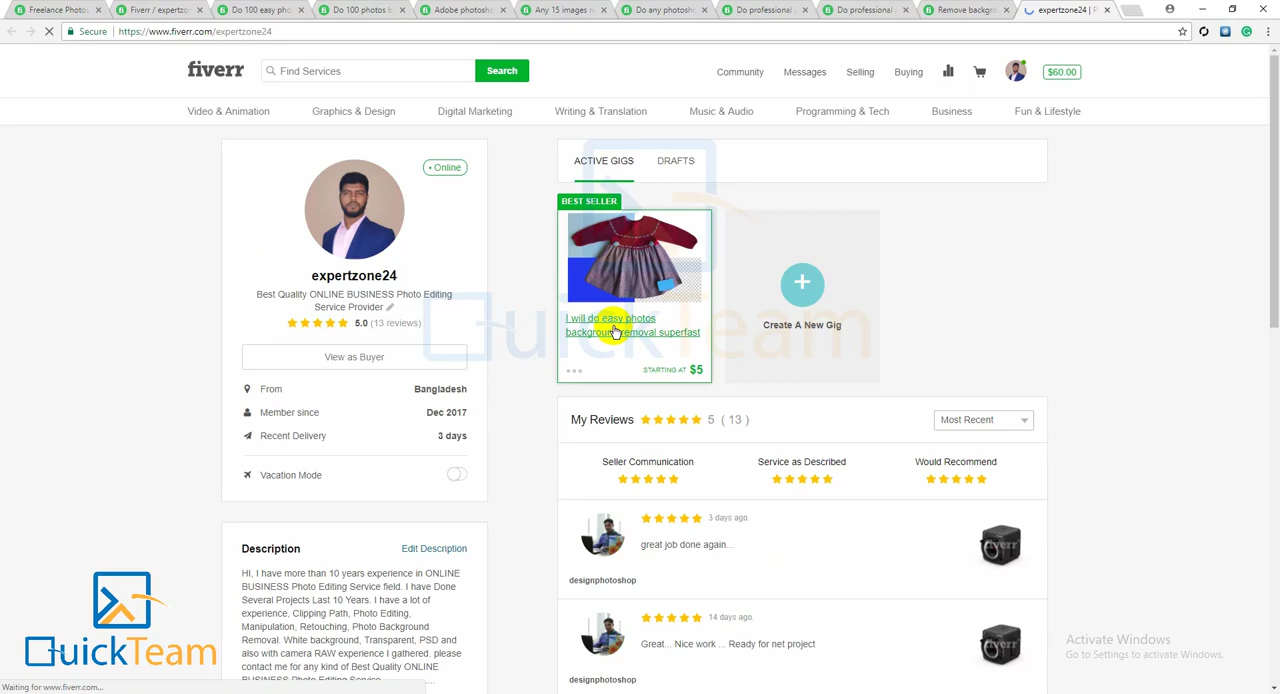 Freelance Photos
Fiverr / expertzo
Do 100 easy pho
Do 100 photos b
Adobe photosho
Any 15 images r
Do any photosh
Do professional
Do professional
Remove backgro
expertzone24 | P
Secure
https://www.fiverr.com/expertzone24
fiverr
Find Services
Search
Community
Messages
Selling
Buying
$60.00
Video & Animation
Graphics & Design
Digital Marketing
Writing & Translation
Music & Audio
Programming & Tech
Business
Fun & Lifestyle
• Online
expertzone24
Best Quality ONLINE BUSINESS Photo Editing
Service Provider
5.0 (13 reviews)
View as Buyer
From Bangladesh
Member since Dec 2017
Recent Delivery 3 days
Vacation Mode
Description Edit Description
HI, I have more than 10 years experience in ONLINE
BUSINESS Photo Editing Service field. I have Done
Several Projects Last 10 Years. I have a lot of
experience, Clipping Path, Photo Editing,
Manipulation, Retouching, Photo Background
Removal. White background, Transparent, PSD and
also with camera RAW experience I gathered. please
contact me for any kind of Best Quality ONLINE
BUSINESS Photo Editing Service
ACTIVE GIGS
DRAFTS
BEST SELLER
I will do easy photos
background removal superfast
STARTING AT $5
Create A New Gig
My Reviews 5 ( 13 )
Most Recent
Seller Communication
Service as Described
Would Recommend
3 days ago.
great job done again...
designphotoshop
fiverr
14 days ago.
Great... Nice work ... Ready for net project
designphotoshop
fiverr
QuickTeam
QuickTeam
Activate Windows
Go to Settings to activate Windows.
Waiting for www.fiverr.com...